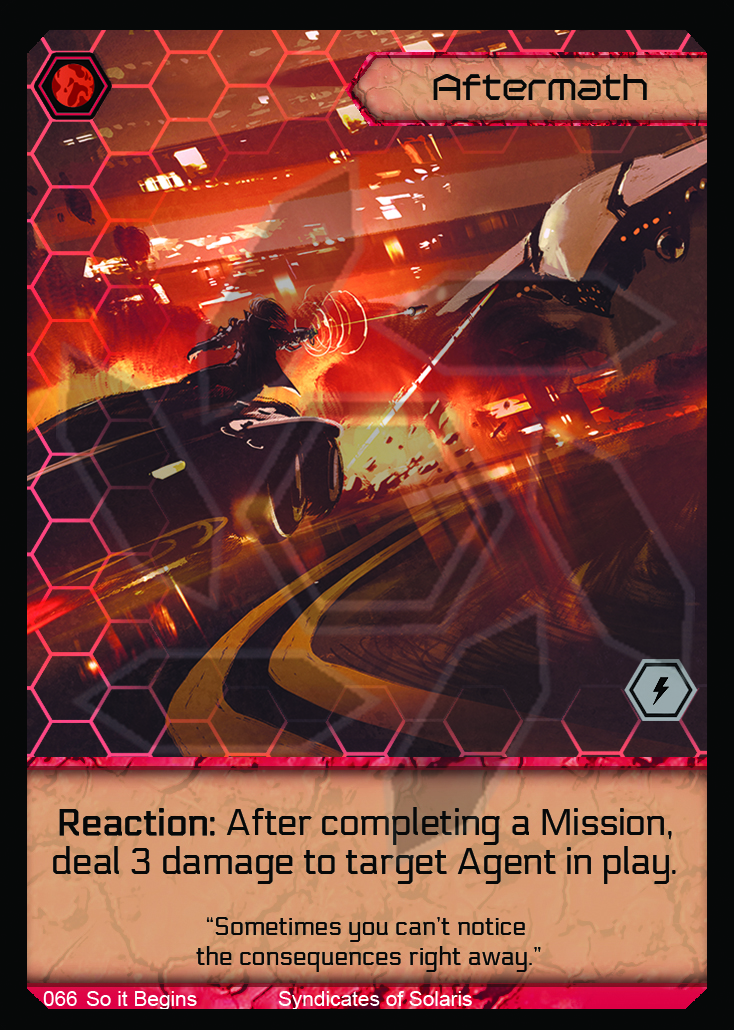 Aftermath
Reaction: After completing a Mission,
deal 3 damage to target Agent in play.
“Sometimes you can't notice
the consequences right away.”
066 So it Begins Syndicates of Solaris